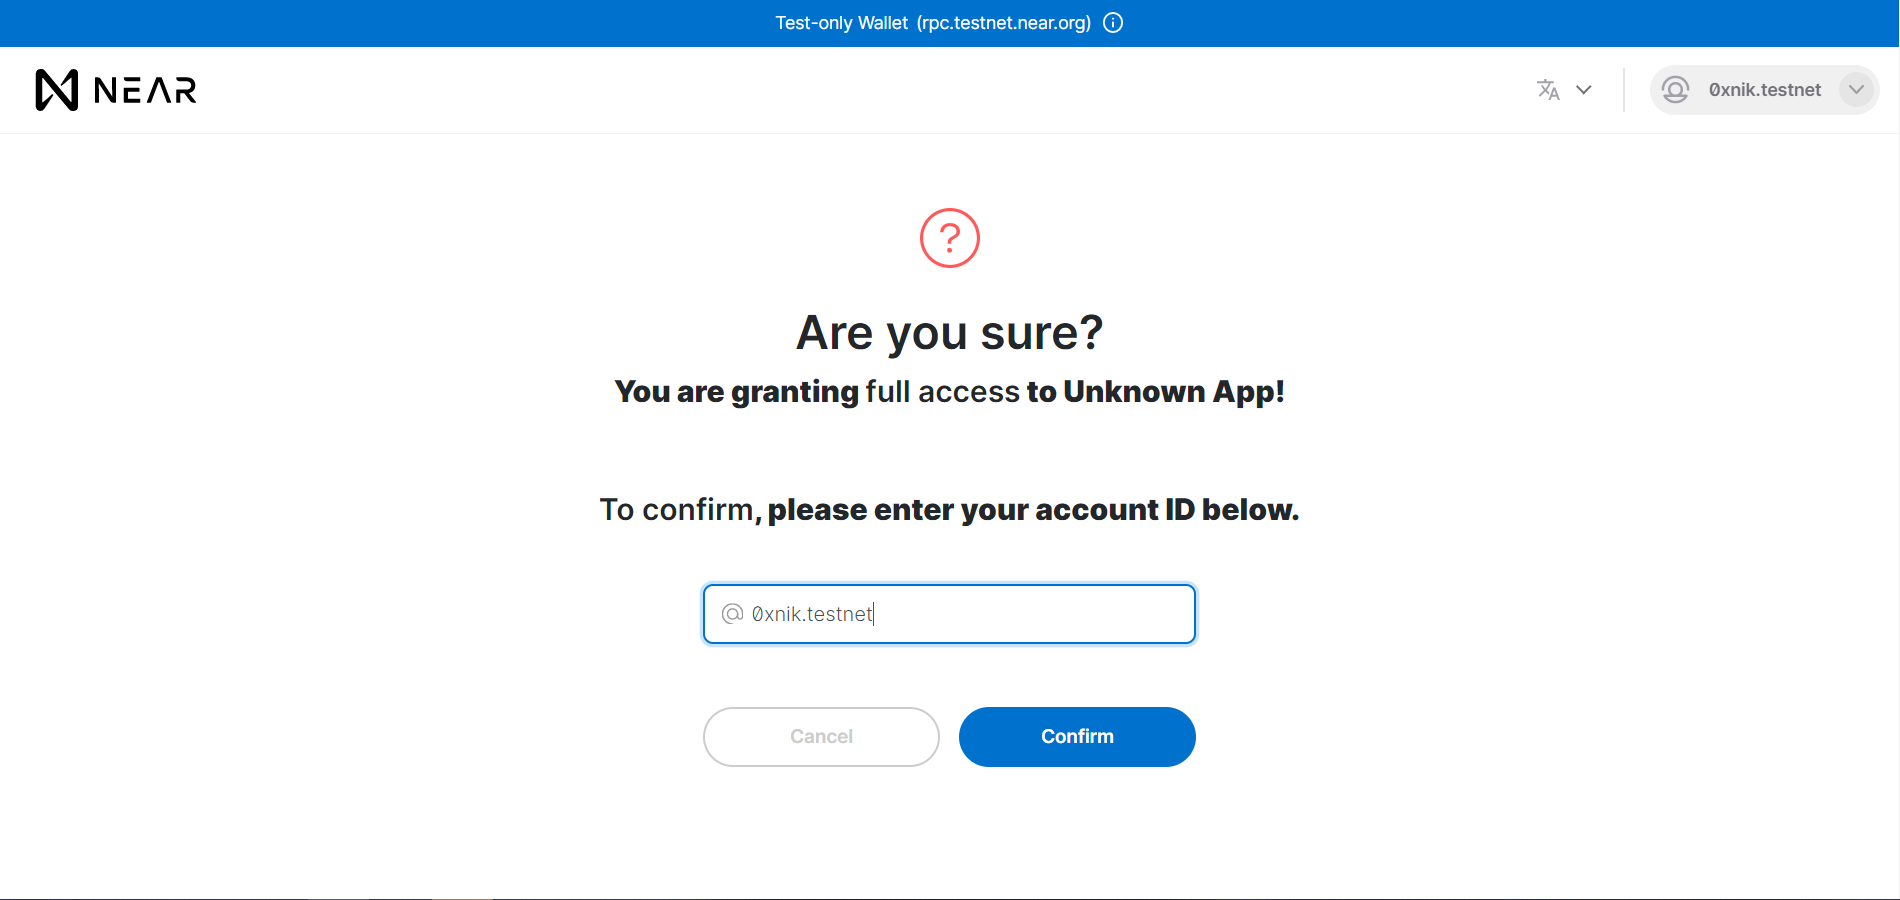 Test-only Wallet (rpc.testnet.near.org)
NEAR
0xnik.testnet
?
Are you sure?
You are granting full access to Unknown App!
To confirm, please enter your account ID below.
@ 0xnik.testnet
Cancel
Confirm